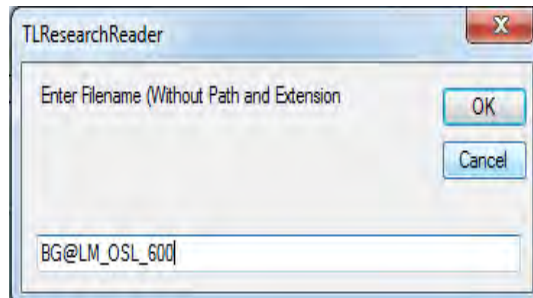 TLResearchReader
X
Enter Filename (Without Path and Extension
OK
Cancel
BG@LM_OSL_600